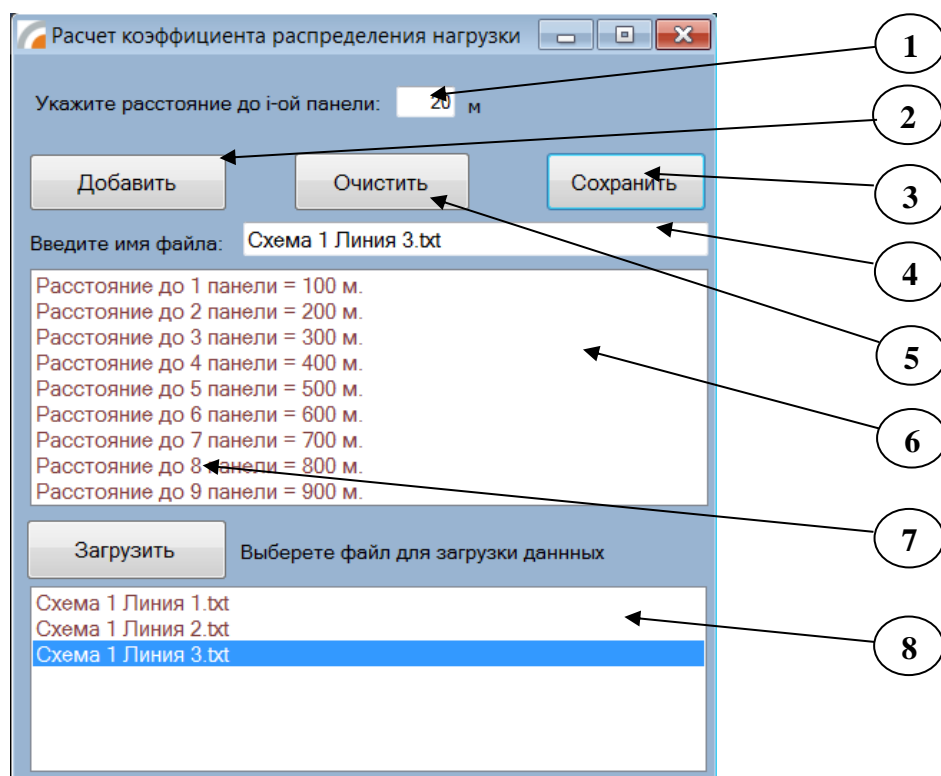 Расчет коэффициента распределения нагрузки
1
Укажите расстояние до i-ой панели: 20 м
2
Добавить Очистить Сохранить
3
Введите имя файла: Схема 1 Линия 3.txt
4
Расстояние до 1 панели = 100 м.
Расстояние до 2 панели = 200 м.
Расстояние до 3 панели = 300 м.
5
Расстояние до 4 панели = 400 м.
Расстояние до 5 панели = 500 м.
Расстояние до 6 панели = 600 м.
6
Расстояние до 7 панели = 700 м.
Расстояние до 8 панели = 800 м.
Расстояние до 9 панели = 900 м.
7
Загрузить Выберете файл для загрузки даннных
Схема 1 Линия 1.txt
Схема 1 Линия 2.txt
8
Схема 1 Линия 3.txt